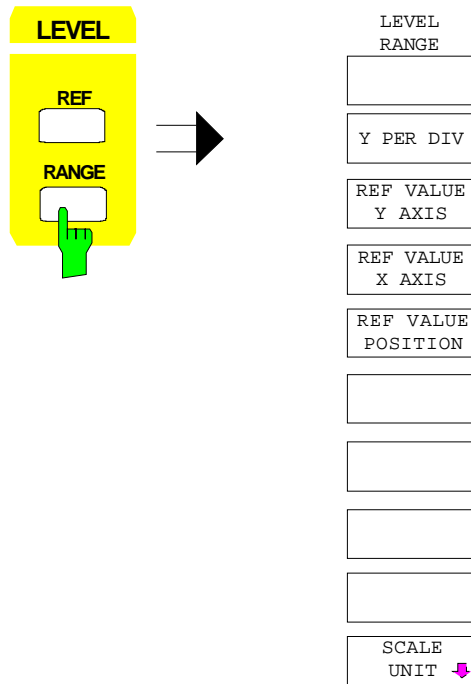 LEVEL
REF
RANGE
LEVEL
RANGE
Y PER DIV
REF VALUE
Y AXIS
REF VALUE
X AXIS
REF VALUE
POSITION
SCALE
UNIT